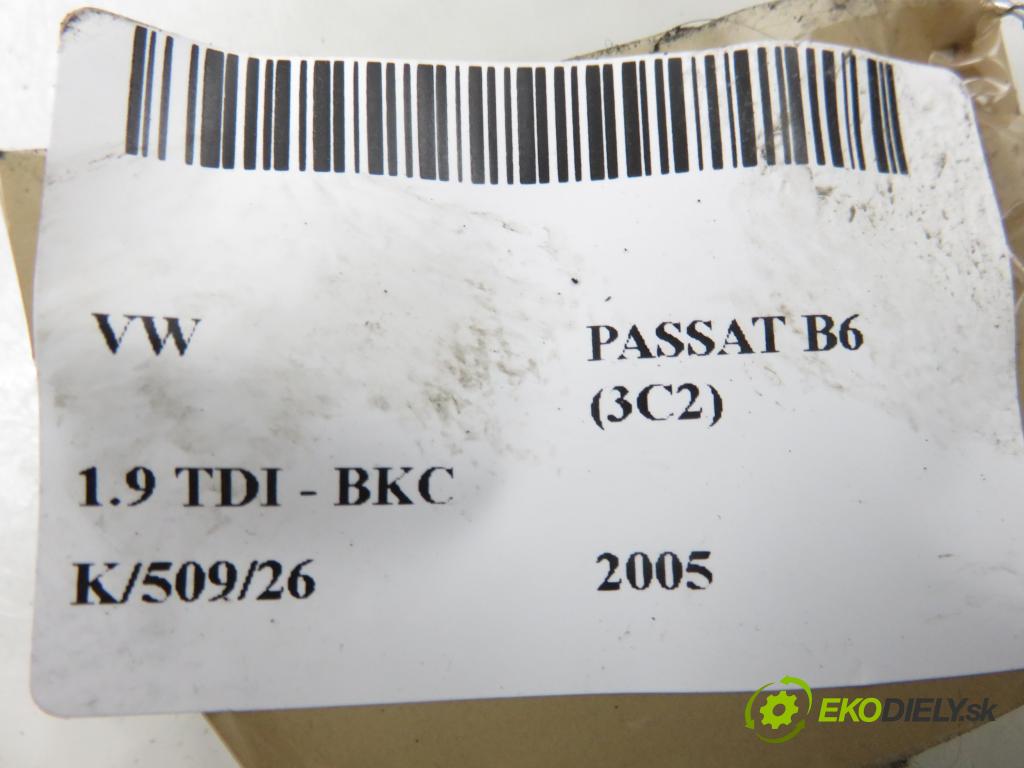 VW
PASSAT B6
(3C2)
1.9 TDI - BKC
K/509/26
2005
EKODIELY.sk